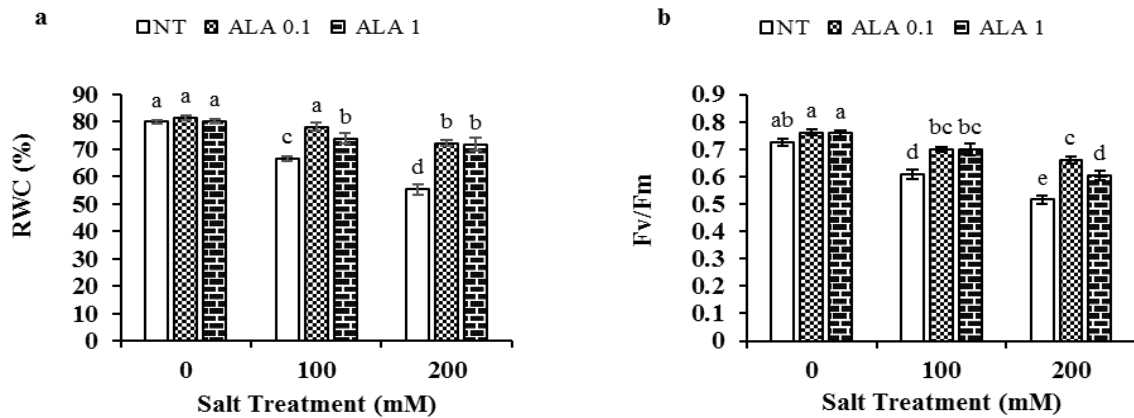 a
NT ALA 0.1 ALA 1
RWC (%)
90
80
70
60
50
40
30
20
10
0
a a a
c a b
d b b
0 100 200
Salt Treatment (mM)
b
NT ALA 0.1 ALA 1
Fv/Fm
0.9
0.8
0.7
0.6
0.5
0.4
0.3
0.2
0.1
0
ab a a
d bc bc
e c d
0 100 200
Salt Treatment (mM)